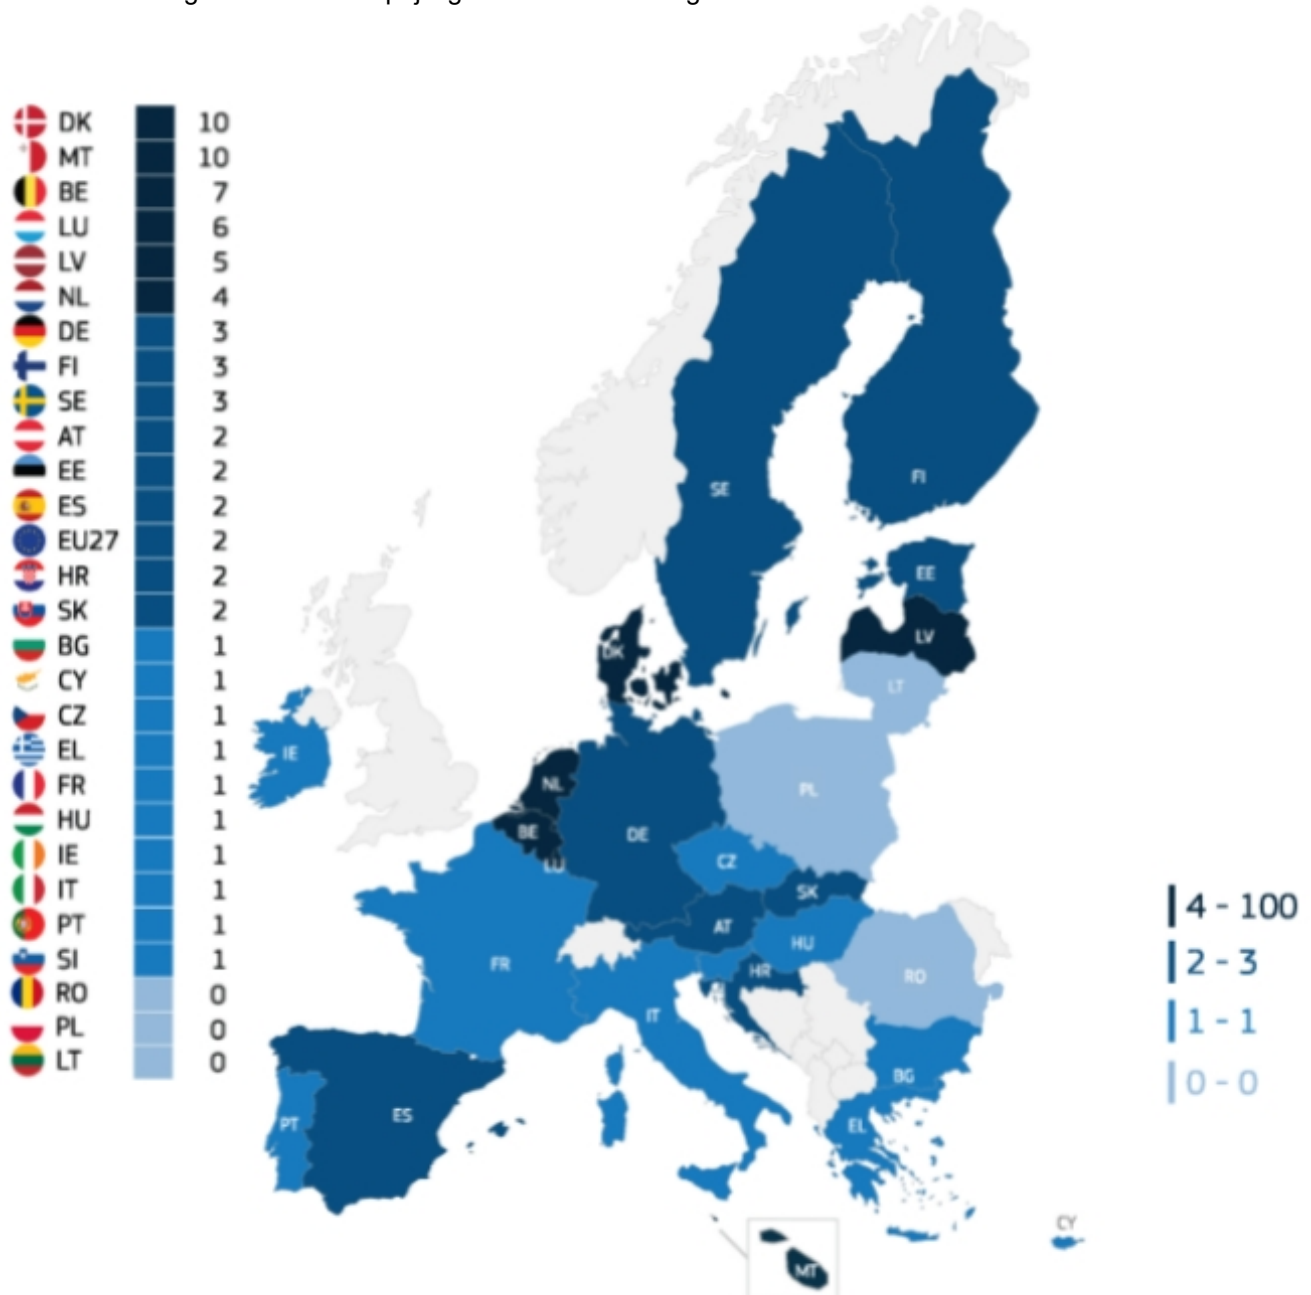 DK 10
MT 10
BE 7
LU 6
LV 5
NL 4
DE 3
FI 3
SE 3
AT 2
EE 2
ES 2
EU27 2
HR 2
SK 2
BG 1
CY 1
CZ 1
EL 1
FR 1
HU 1
IE 1
IT 1
PT 1
SI 1
RO 0
PL 0
LT 0
SE
FI
EE
LV
LT
DK
IE
NL
PL
BE
DE
LU
CZ
SK
AT
HU
FR
HR
RO
IT
BG
ES
PT
EL
CY
MT
4 - 100
2 - 3
1 - 1
0 - 0